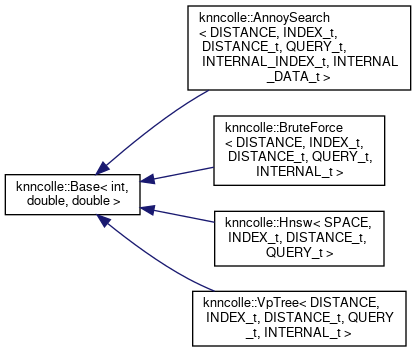 knncolle::AnnoySearch
< DISTANCE, INDEX_t,
DISTANCE_t, QUERY_t,
INTERNAL_INDEX_t, INTERNAL
_DATA_t >
knncolle::BruteForce
< DISTANCE, INDEX_t,
DISTANCE_t, QUERY_t,
INTERNAL_t >
knncolle::Base< int,
double, double >
knncolle::Hnsw< SPACE,
INDEX_t, DISTANCE_t,
QUERY_t >
knncolle::VpTree< DISTANCE,
INDEX_t, DISTANCE_t, QUERY
_t, INTERNAL_t >